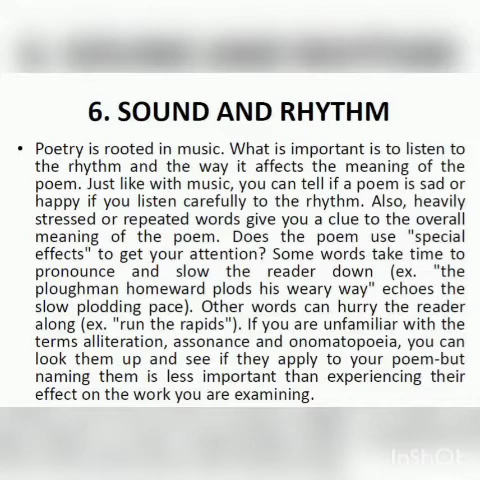 6. SOUND AND RHYTHM
• Poetry is rooted in music. What is important is to listen to
the rhythm and the way it affects the meaning of the
poem. Just like with music, you can tell if a poem is sad or
happy if you listen carefully to the rhythm. Also, heavily
stressed or repeated words give you a clue to the overall
meaning of the poem. Does the poem use "special
effects" to get your attention? Some words take time to
pronounce and slow the reader down (ex. "the
ploughman homeward plods his weary way" echoes the
slow plodding pace). Other words can hurry the reader
along (ex. "run the rapids"). If you are unfamiliar with the
terms alliteration, assonance and onomatopoeia, you can
look them up and see if they apply to your poem-but
naming them is less important than experiencing their
effect on the work you are examining.
InShOt